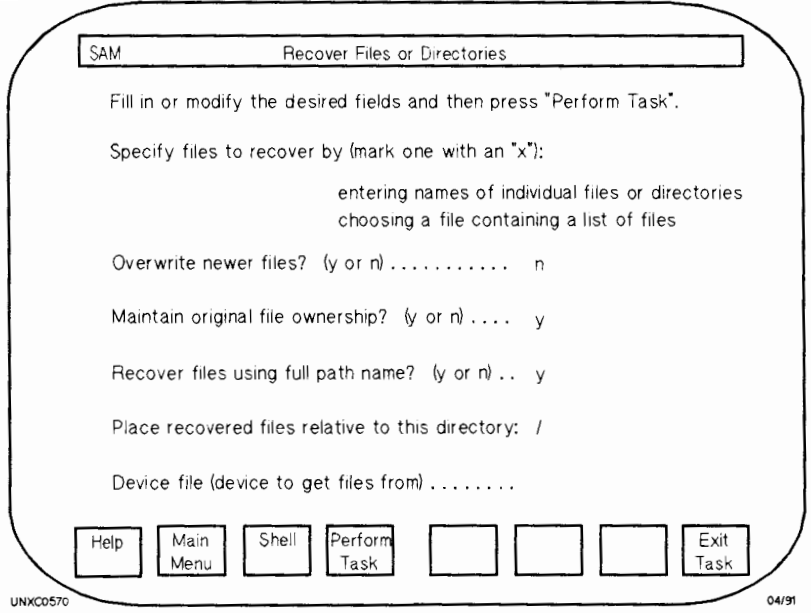 SAM Recover Files or Directories
Fill in or modify the desired fields and then press "Perform Task".
Specify files to recover by (mark one with an "x"):
entering names of individual files or directories
choosing a file containing a list of files
Overwrite newer files? (y or n) ........... n
Maintain original file ownership? (y or n) .... y
Recover files using full path name? (y or n) .. y
Place recovered files relative to this directory: /
Device file (device to get files from) ........
Help Main Menu Shell Perform Task Exit Task
UNXC0570 04/91